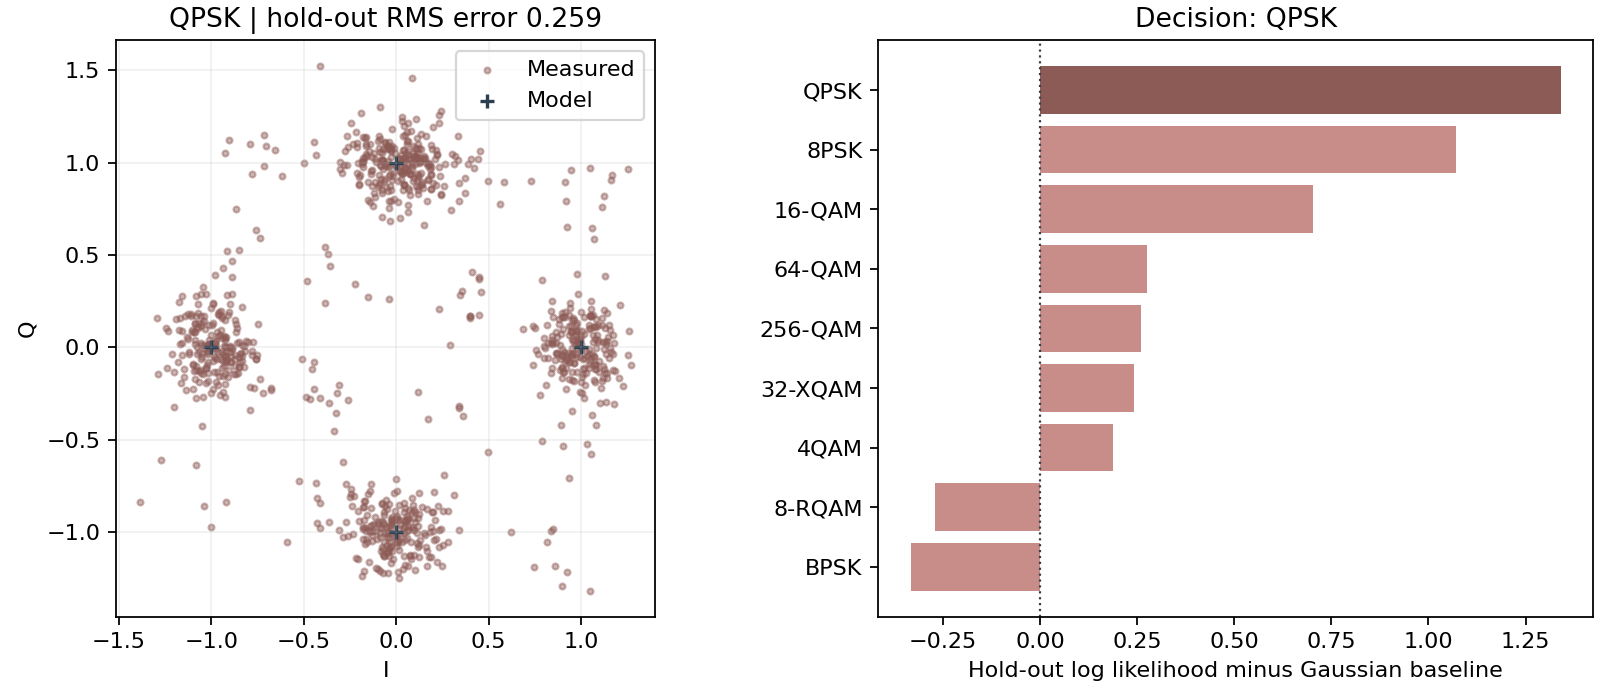 QPSK | hold-out RMS error 0.259
Measured
Model
1.5
1.0
0.5
0.0
−0.5
−1.0
Q
−1.5
−1.0
−0.5
0.0
0.5
1.0
I
Decision: QPSK
QPSK
8PSK
16-QAM
64-QAM
256-QAM
32-XQAM
4QAM
8-RQAM
BPSK
−0.25
0.00
0.25
0.50
0.75
1.00
1.25
Hold-out log likelihood minus Gaussian baseline